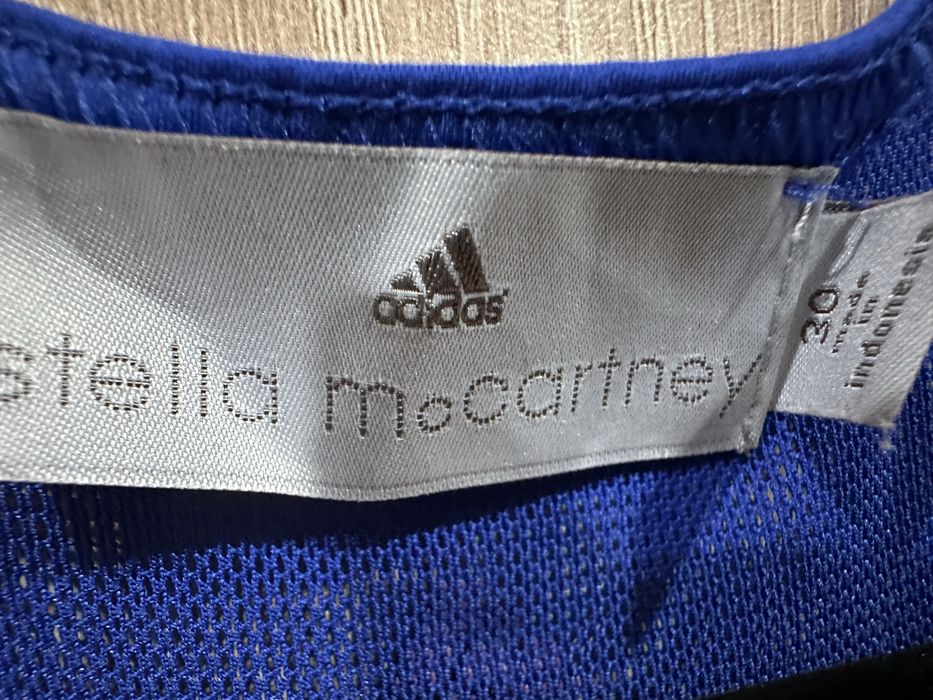 adidas
stella mccartney
30
made
in
indonesia